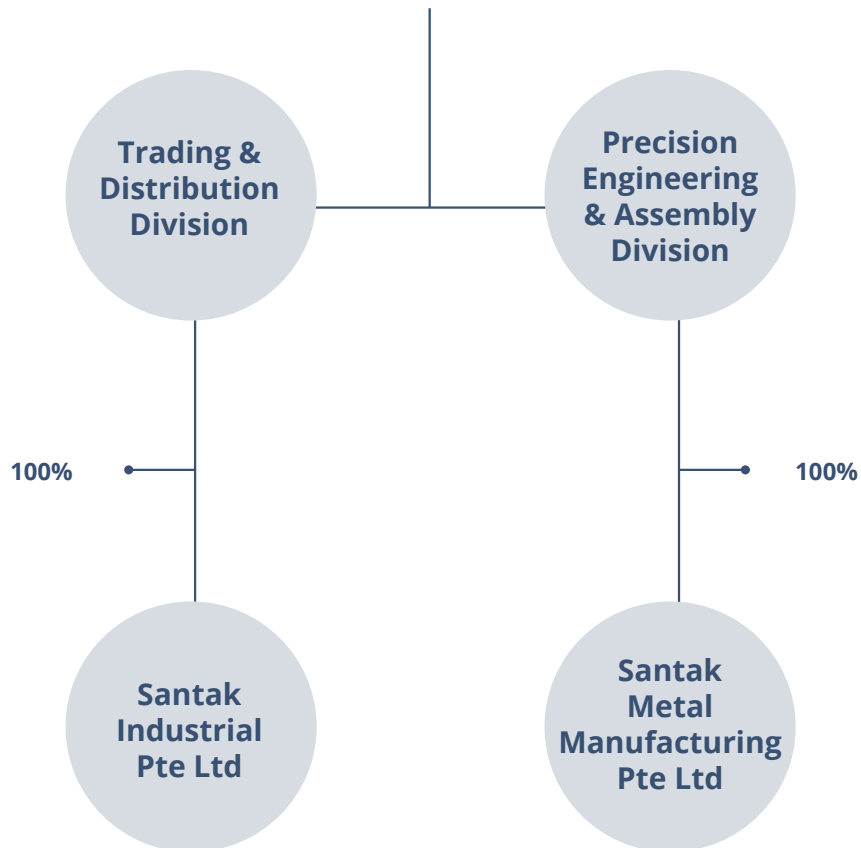 Trading &
Distribution
Division
Precision
Engineering
& Assembly
Division
100%
100%
Santak
Industrial
Pte Ltd
Santak
Metal
Manufacturing
Pte Ltd